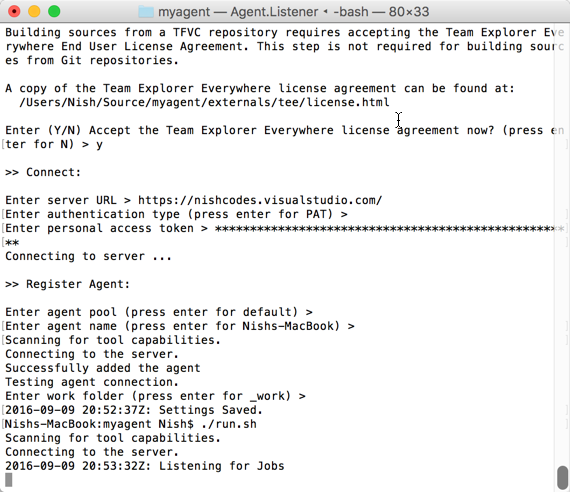 myagent — Agent.Listener ◂ -bash — 80×33
Building sources from a TFVC repository requires accepting the Team Explorer Eve
rywhere End User License Agreement. This step is not required for building sourc
es from Git repositories.
A copy of the Team Explorer Everywhere license agreement can be found at:
/Users/Nish/Source/myagent/externals/tee/license.html
Enter (Y/N) Accept the Team Explorer Everywhere license agreement now? (press en
ter for N) > y
>> Connect:
Enter server URL > https://nishcodes.visualstudio.com/
Enter authentication type (press enter for PAT) >
Enter personal access token > **************************************************
**
Connecting to server ...
>> Register Agent:
Enter agent pool (press enter for default) >
Enter agent name (press enter for Nishs-MacBook) >
Scanning for tool capabilities.
Connecting to the server.
Successfully added the agent
Testing agent connection.
Enter work folder (press enter for _work) >
2016-09-09 20:52:37Z: Settings Saved.
Nishs-MacBook:myagent Nish$ ./run.sh
Scanning for tool capabilities.
Connecting to the server.
2016-09-09 20:53:32Z: Listening for Jobs